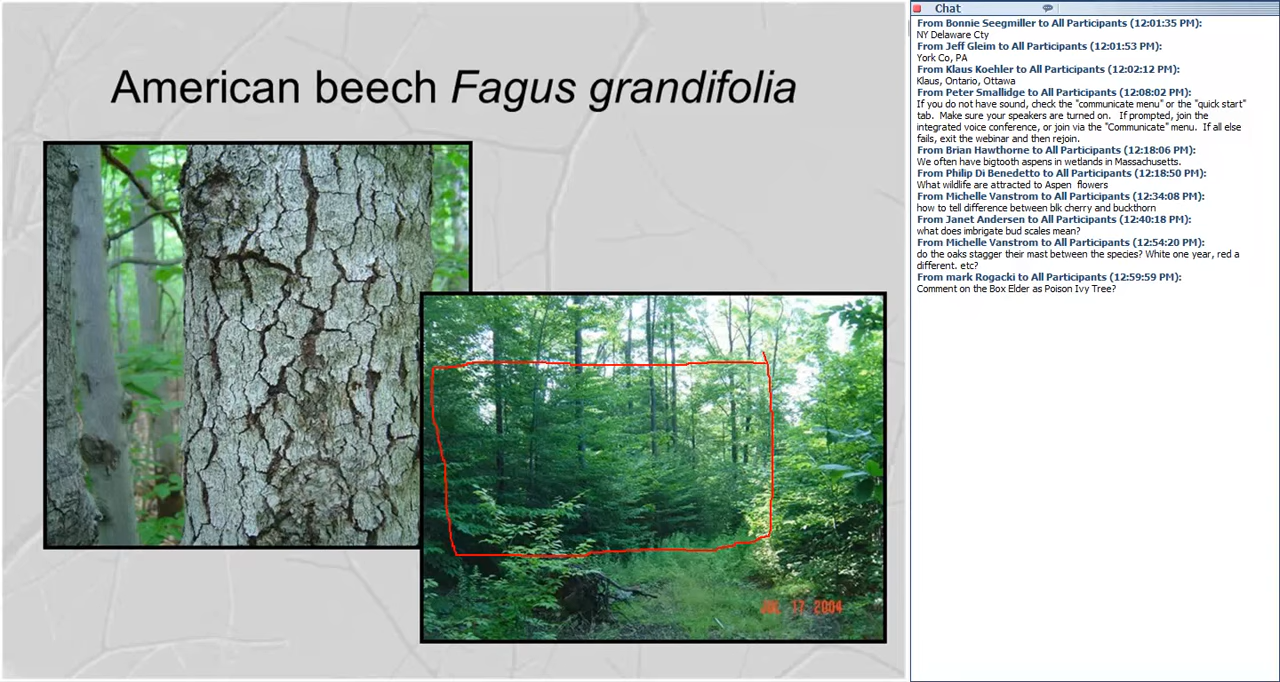 American beech Fagus grandifolia
JUL 17 2004
Chat
From Bonnie Seegmiller to All Participants (12:01:35 PM):
NY Delaware Cty
From Jeff Gleim to All Participants (12:01:53 PM):
York Co, PA
From Klaus Koehler to All Participants (12:02:12 PM):
Klaus, Ontario, Ottawa
From Peter Smallidge to All Participants (12:08:02 PM):
If you do not have sound, check the "communicate menu" or the "quick start"
tab. Make sure your speakers are turned on. If prompted, join the
integrated voice conference, or join via the "Communicate" menu. If all else
fails, exit the webinar and then rejoin.
From Brian Hawthorne to All Participants (12:18:06 PM):
We often have bigtooth aspens in wetlands in Massachusetts.
From Philip Di Benedetto to All Participants (12:18:50 PM):
What wildlife are attracted to Aspen flowers
From Michelle Vanstrom to All Participants (12:34:08 PM):
how to tell difference between blk cherry and buckthorn
From Janet Andersen to All Participants (12:40:18 PM):
what does imbrigate bud scales mean?
From Michelle Vanstrom to All Participants (12:54:20 PM):
do the oaks stagger their mast between the species? White one year, red a
different. etc?
From mark Rogacki to All Participants (12:59:59 PM):
Comment on the Box Elder as Poison Ivy Tree?